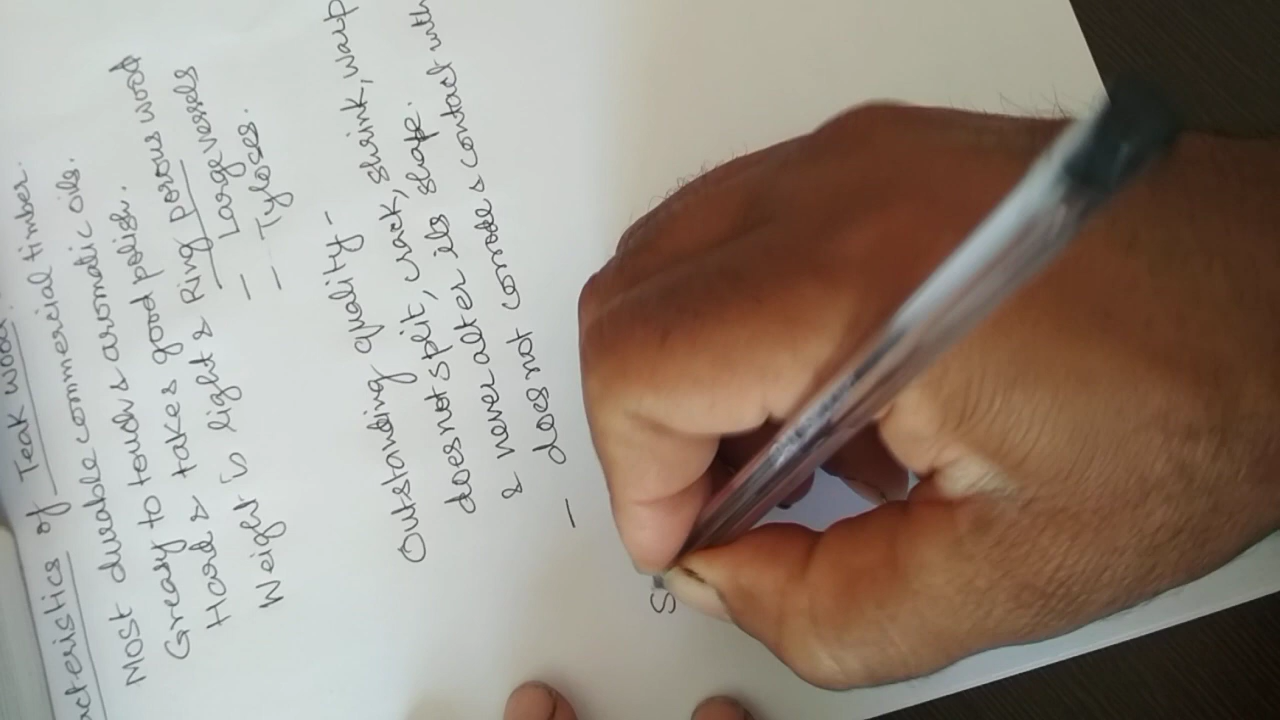 acteristics of Teak wood.
Most durable commercial timber.
Greasy to touch & aromatic oils.
Hard & takes good polish.
Weight is light & Ring porous wood
– Large vessels
– Tyloses.
Outstanding quality -
does not split, crack, shrink, warp
& never alter its shape.
– does not corrode & contact with
S